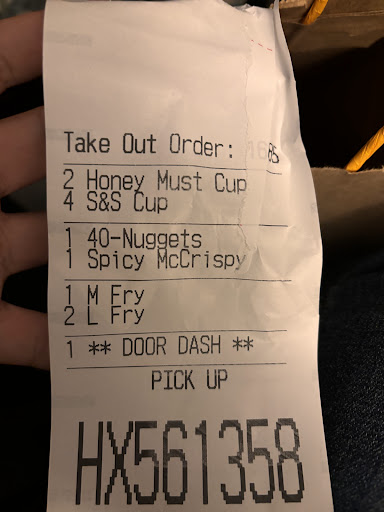 Take Out Order: 1685
2 Honey Must Cup
4 S&S Cup
1 40-Nuggets
1 Spicy McCrispy
1 M Fry
2 L Fry
1 ** DOOR DASH **
PICK UP
HX561358